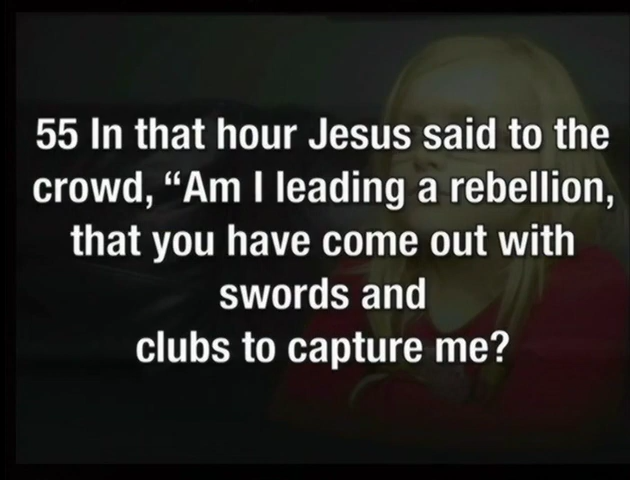 55 In that hour Jesus said to the
crowd, “Am I leading a rebellion,
that you have come out with
swords and
clubs to capture me?